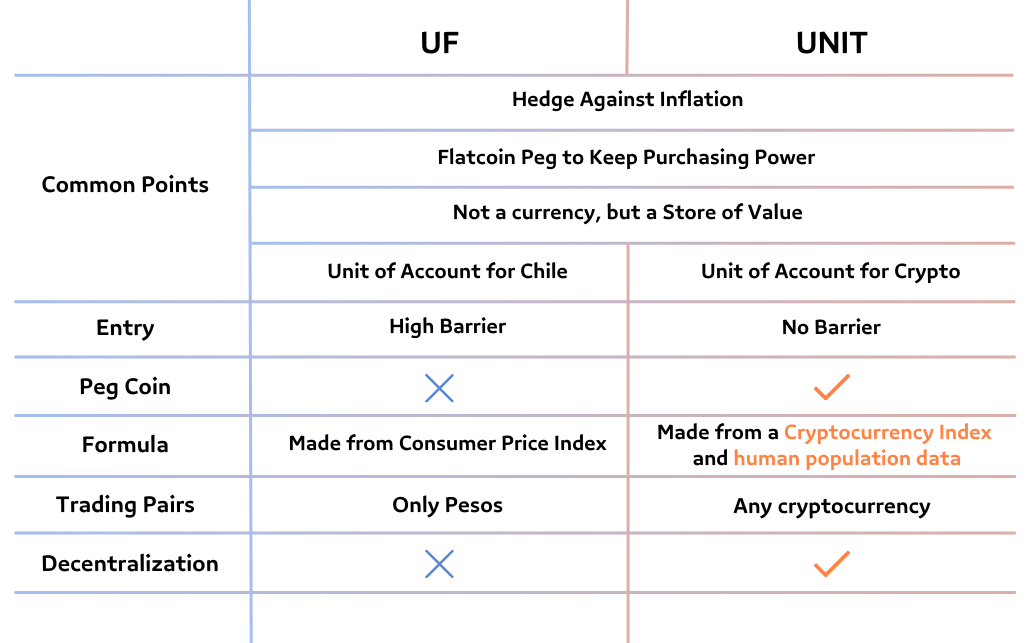 UF
UNIT
Common Points
Hedge Against Inflation
Flatcoin Peg to Keep Purchasing Power
Not a currency, but a Store of Value
Unit of Account for Chile
Unit of Account for Crypto
Entry
High Barrier
No Barrier
Peg Coin
Formula
Made from Consumer Price Index
Made from a Cryptocurrency Index
and human population data
Trading Pairs
Only Pesos
Any cryptocurrency
Decentralization